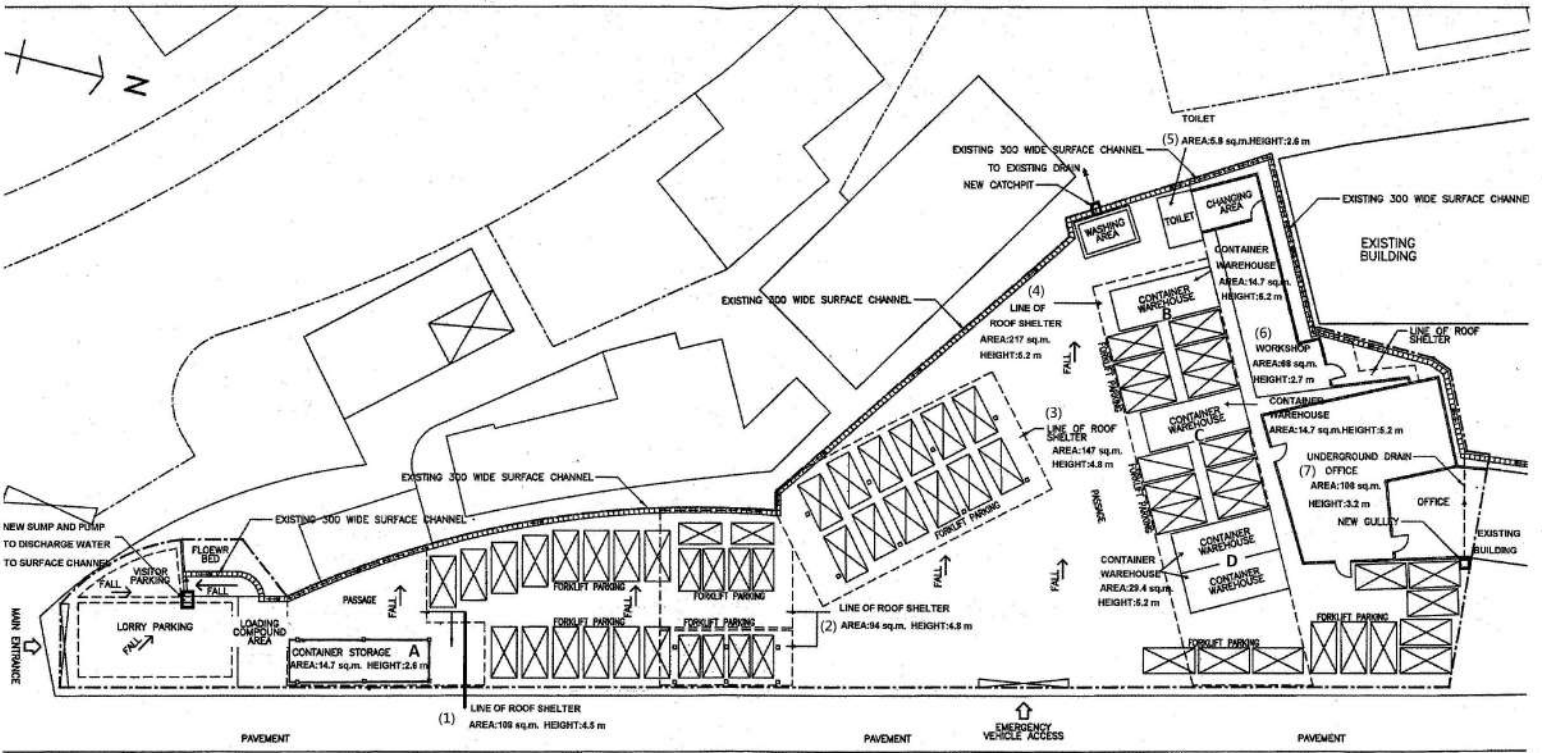 N
TOILET
(5) AREA:5.8 sq.m.HEIGHT:2.6 m
EXISTING 300 WIDE SURFACE CHANNEL
TO EXISTING DRAIN
NEW CATCHPIT
EXISTING 300 WIDE SURFACE CHANNE
WASHING
AREA
TOILET
CHANGING
AREA
EXISTING
BUILDING
CONTAINER
WAREHOUSE
AREA:14.7 sq.m.
HEIGHT:5.2 m
EXISTING 300 WIDE SURFACE CHANNEL
(4)
LINE OF
ROOF SHELTER
AREA:217 sq.m.
HEIGHT:5.2 m
CONTAINER
WAREHOUSE
B
FALL
FORKLIFT PARKING
(6)
WORKSHOP
AREA:68 sq.m.
HEIGHT:2.7 m
LINE OF ROOF
SHELTER
(3)
LINE OF ROOF
SHELTER
AREA:147 sq.m.
HEIGHT:4.8 m
CONTAINER
WAREHOUSE
C
CONTAINER
WAREHOUSE
AREA:14.7 sq.m.HEIGHT:5.2 m
UNDERGROUND DRAIN
(7) OFFICE
AREA:106 sq.m.
HEIGHT:3.2 m
OFFICE
NEW GULLEY
EXISTING
BUILDING
PASSAGE
FORKLIFT PARKING
FORKLIFT PARKING
EXISTING 300 WIDE SURFACE CHANNEL
EXISTING 300 WIDE SURFACE CHANNEL
NEW SUMP AND PUMP
TO DISCHARGE WATER
TO SURFACE CHANNEL
FLOEWR
BED
VISITOR
PARKING
FALL
FALL
PASSAGE
FALL
FORKLIFT PARKING
FALL
FORKLIFT PARKING
FALL
FALL
CONTAINER
WAREHOUSE
D
CONTAINER
WAREHOUSE
CONTAINER
WAREHOUSE
AREA:29.4 sq.m.
HEIGHT:5.2 m
MAIN ENTRANCE
LORRY PARKING
FALL
LOADING
COMPOUND
AREA
CONTAINER STORAGE A
AREA:14.7 sq.m. HEIGHT:2.6 m
FORKLIFT PARKING
FORKLIFT PARKING
LINE OF ROOF SHELTER
(2) AREA:94 sq.m. HEIGHT:4.8 m
FORKLIFT PARKING
FORKLIFT PARKING
(1) LINE OF ROOF SHELTER
AREA:109 sq.m. HEIGHT:4.5 m
PAVEMENT
PAVEMENT
EMERGENCY
VEHICLE ACCESS
PAVEMENT